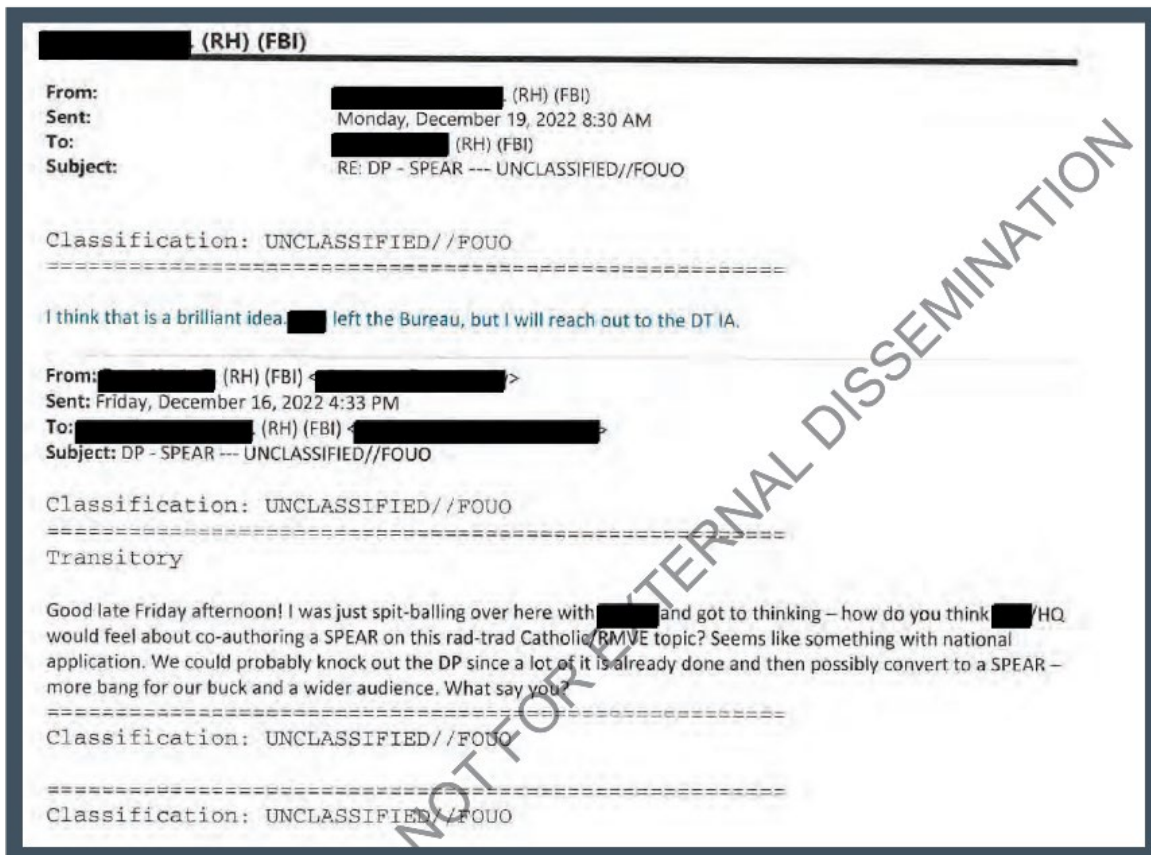 (RH) (FBI)
From: (RH) (FBI)
Sent: Monday, December 19, 2022 8:30 AM
To: (RH) (FBI)
Subject: RE: DP - SPEAR --- UNCLASSIFIED//FOUO
Classification: UNCLASSIFIED//FOUO
==========================================================
I think that is a brilliant idea. left the Bureau, but I will reach out to the DT IA.
From: (RH) (FBI) < >
Sent: Friday, December 16, 2022 4:33 PM
To: (RH) (FBI) < >
Subject: DP - SPEAR --- UNCLASSIFIED//FOUO
Classification: UNCLASSIFIED//FOUO
==========================================================
Transitory
Good late Friday afternoon! I was just spit-balling over here with and got to thinking – how do you think /HQ
would feel about co-authoring a SPEAR on this rad-trad Catholic/RMVE topic? Seems like something with national
application. We could probably knock out the DP since a lot of it is already done and then possibly convert to a SPEAR –
more bang for our buck and a wider audience. What say you?
==========================================================
Classification: UNCLASSIFIED//FOUO
==========================================================
Classification: UNCLASSIFIED//FOUO
NOT FOR EXTERNAL DISSEMINATION